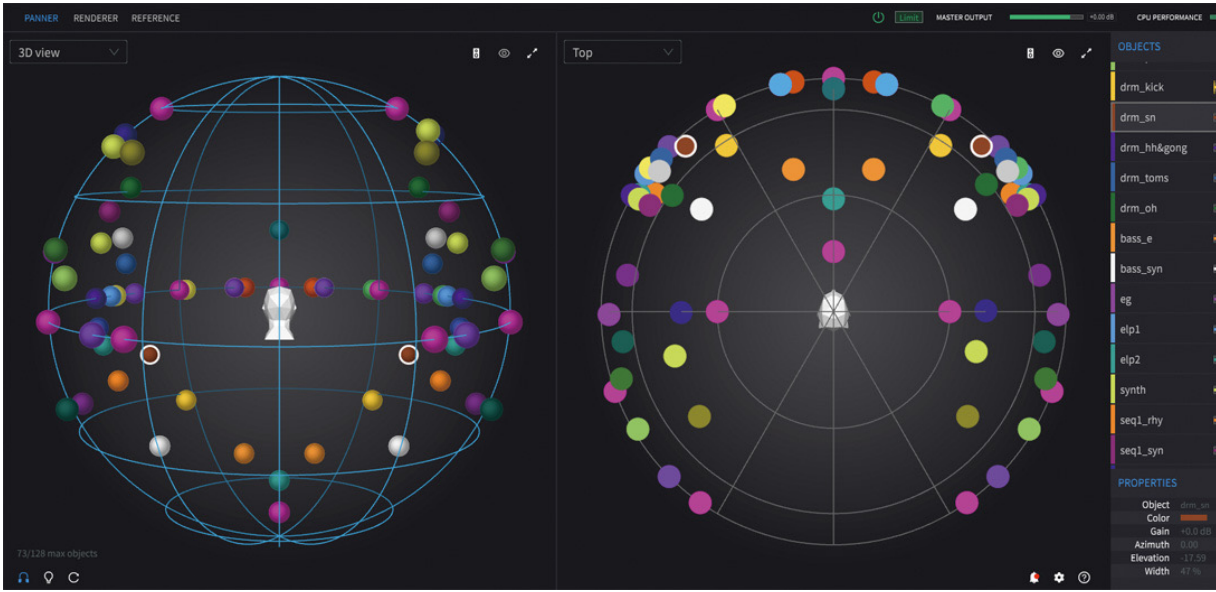 PANNER RENDERER REFERENCE
Limit MASTER OUTPUT +0.00 dB CPU PERFORMANCE
3D view
Top
OBJECTS
drm_kick
drm_sn
drm_hh&gong
drm_toms
drm_oh
bass_e
bass_syn
eg
elp1
elp2
synth
seq1_rhy
seq1_syn
PROPERTIES
Object drm_sn
Color
Gain +0.0 dB
Azimuth 0.00
Elevation -17.59
Width 47 %
73/128 max objects